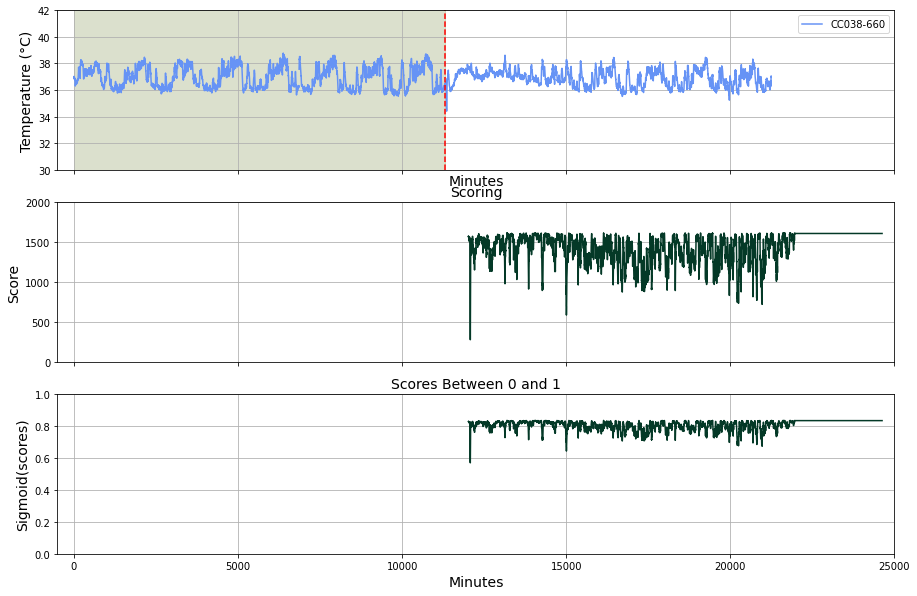 42
40
38
36
34
32
30
Temperature (°C)
CC038-660
Minutes
Scoring
2000
1500
1000
500
0
Score
Scores Between 0 and 1
1.0
0.8
0.6
0.4
0.2
0.0
Sigmoid(scores)
0 5000 10000 15000 20000 25000
Minutes